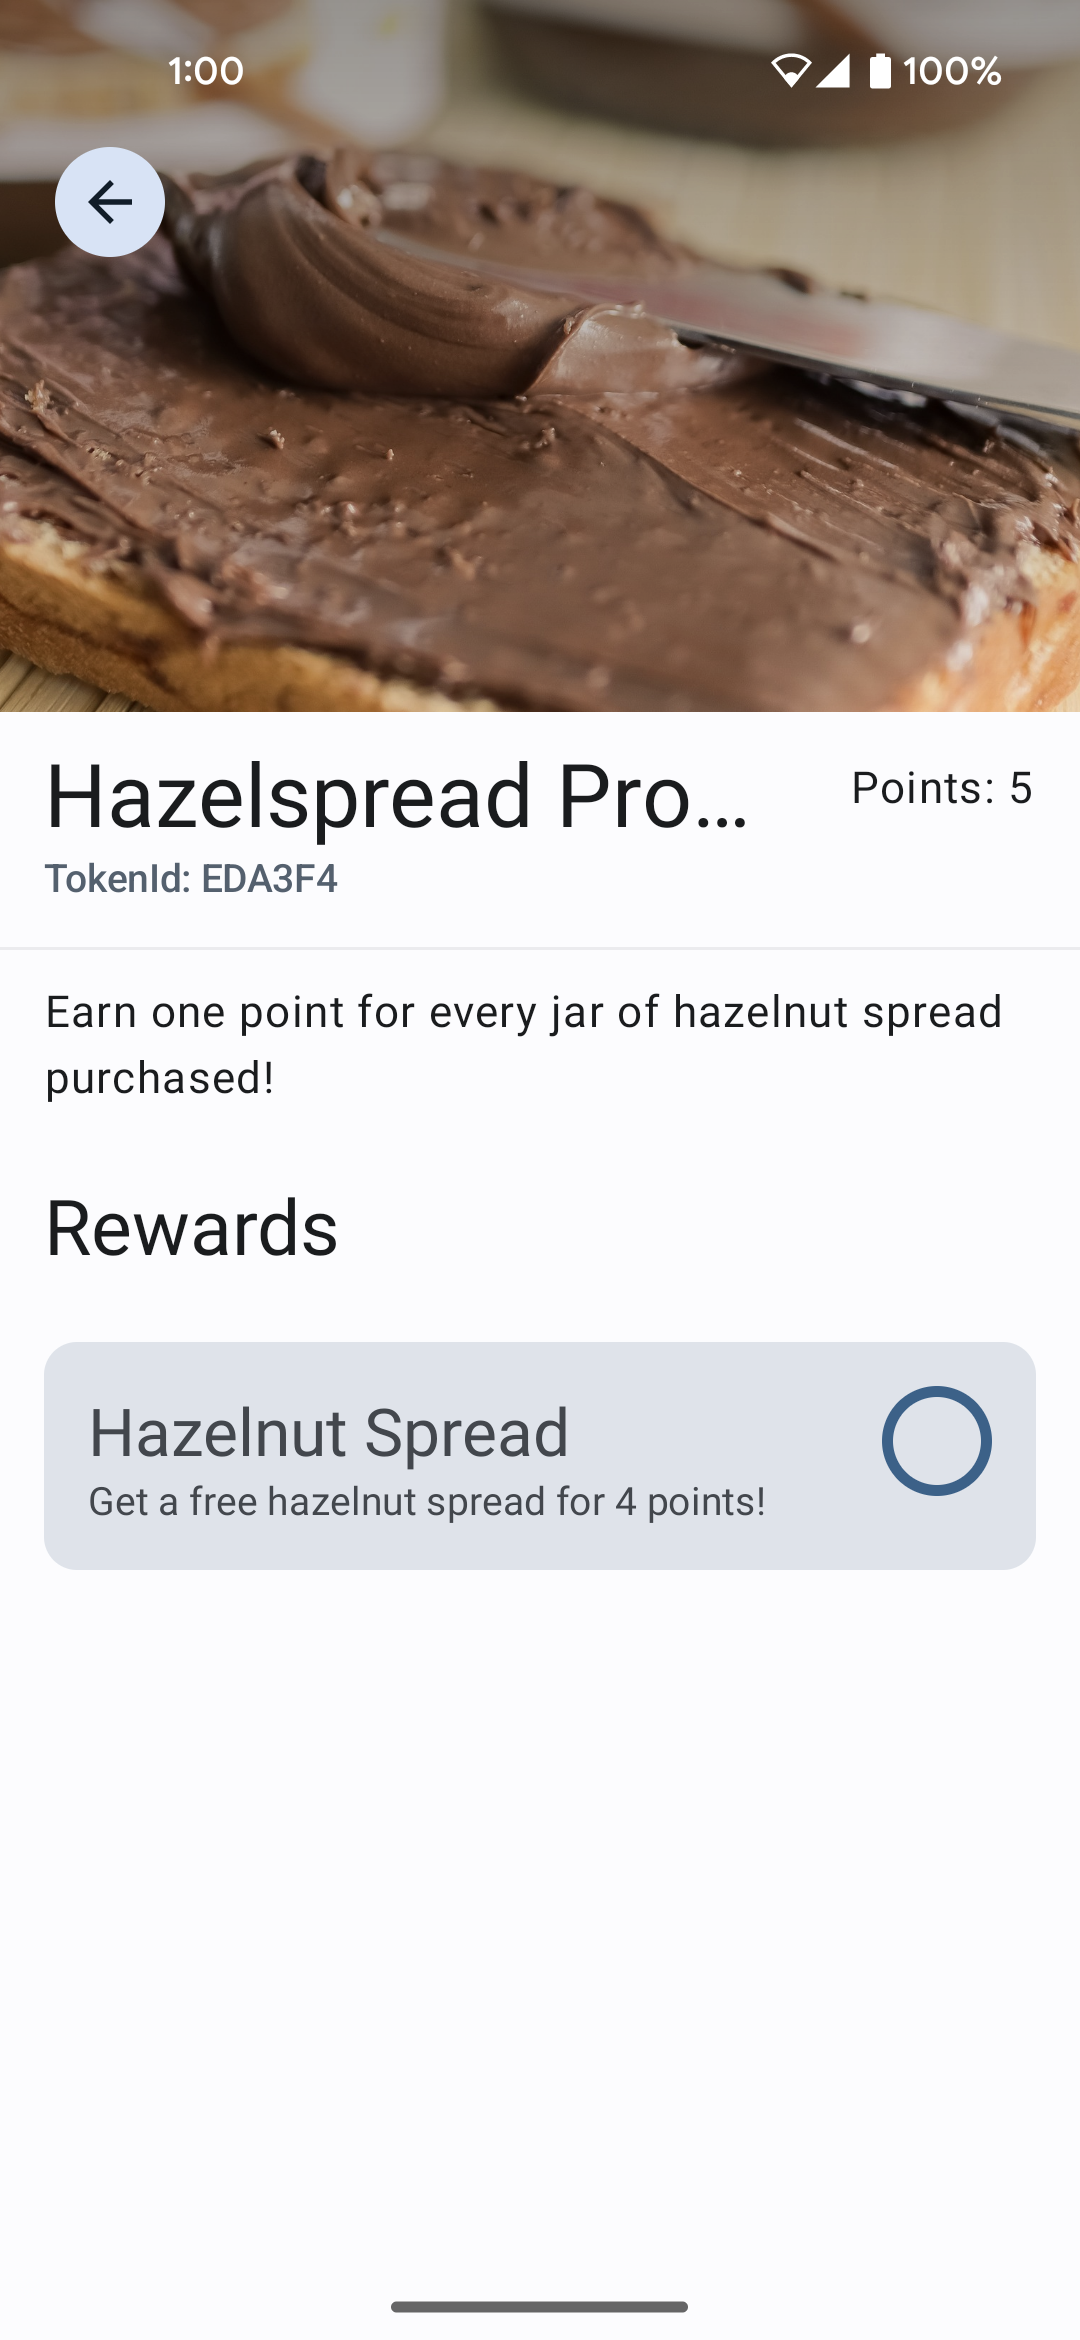 1:00
100%
Hazelspread Pro...
Points: 5
TokenId: EDA3F4
Earn one point for every jar of hazelnut spread
purchased!
Rewards
Hazelnut Spread
Get a free hazelnut spread for 4 points!